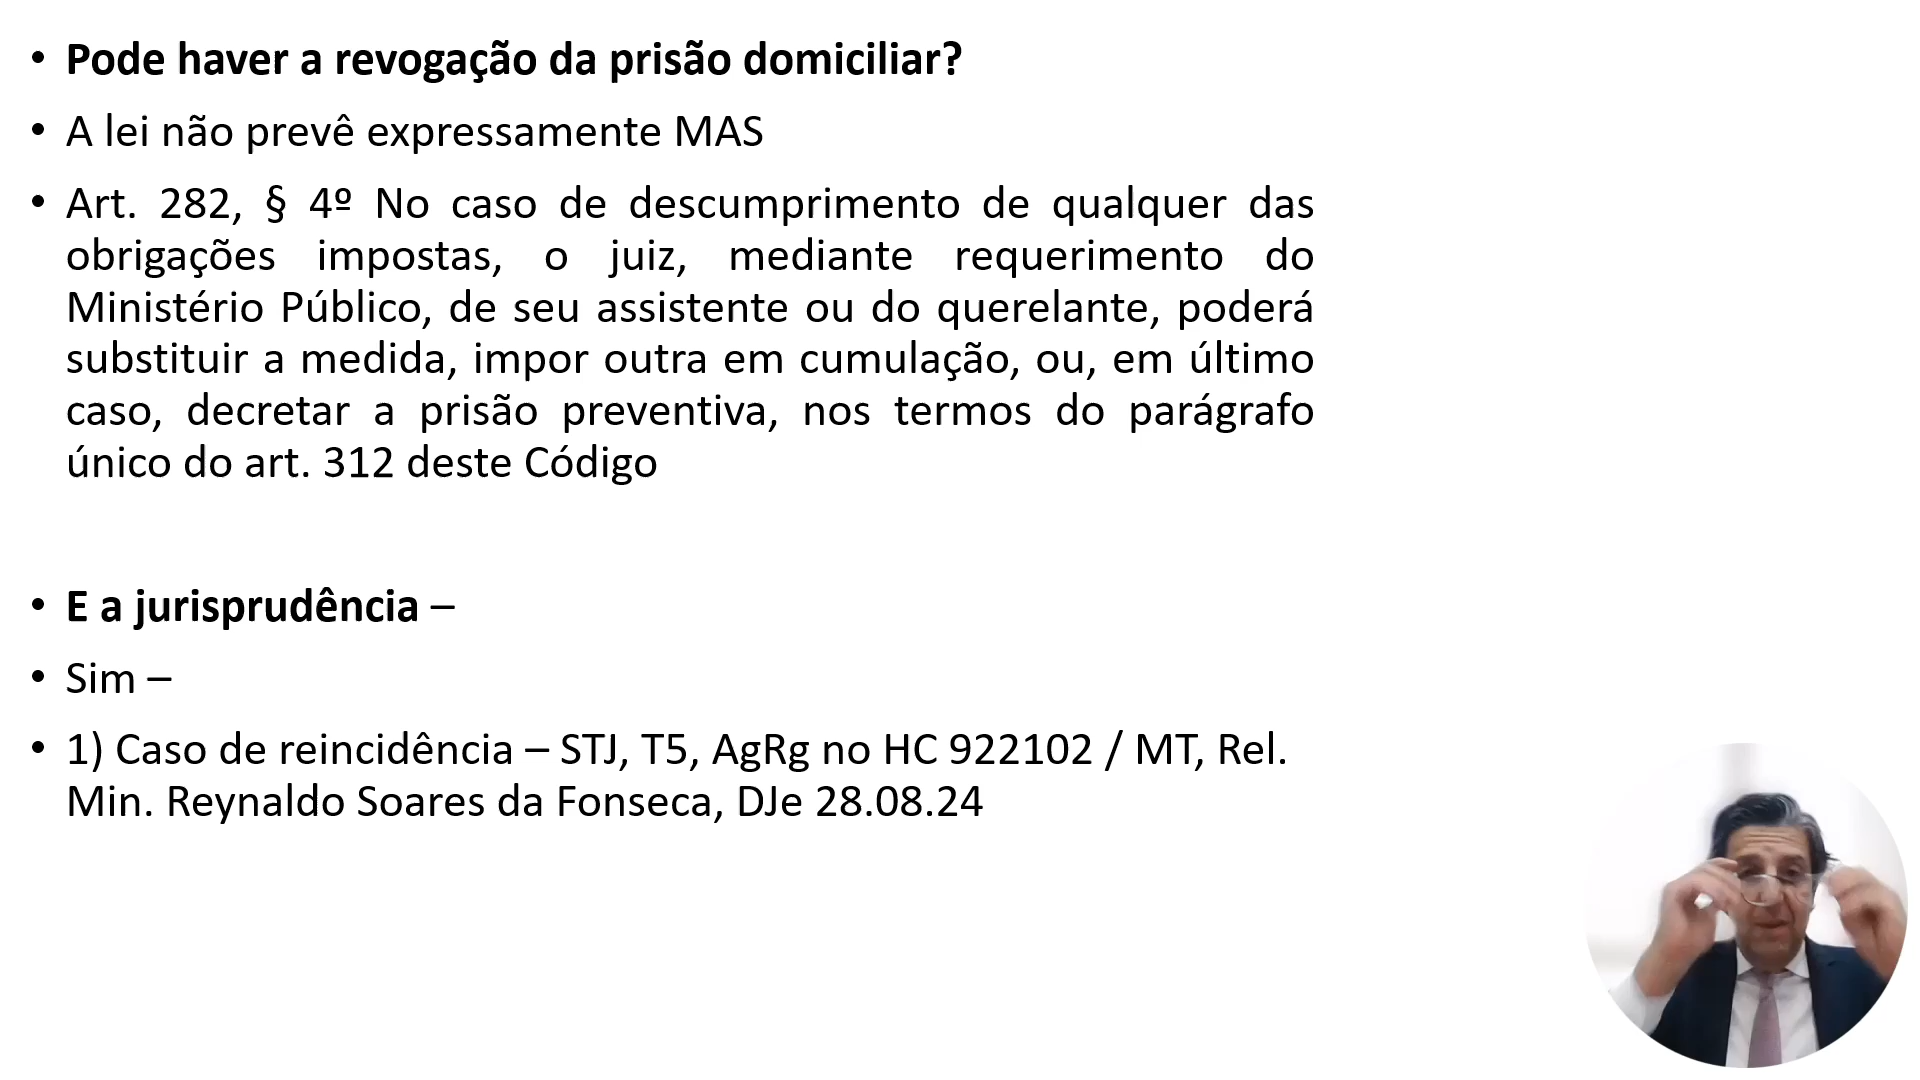 • Pode haver a revogação da prisão domiciliar?
• A lei não prevê expressamente MAS
• Art. 282, § 4º No caso de descumprimento de qualquer das
obrigações impostas, o juiz, mediante requerimento do
Ministério Público, de seu assistente ou do querelante, poderá
substituir a medida, impor outra em cumulação, ou, em último
caso, decretar a prisão preventiva, nos termos do parágrafo
único do art. 312 deste Código
• E a jurisprudência –
• Sim –
• 1) Caso de reincidência – STJ, T5, AgRg no HC 922102 / MT, Rel.
Min. Reynaldo Soares da Fonseca, DJe 28.08.24